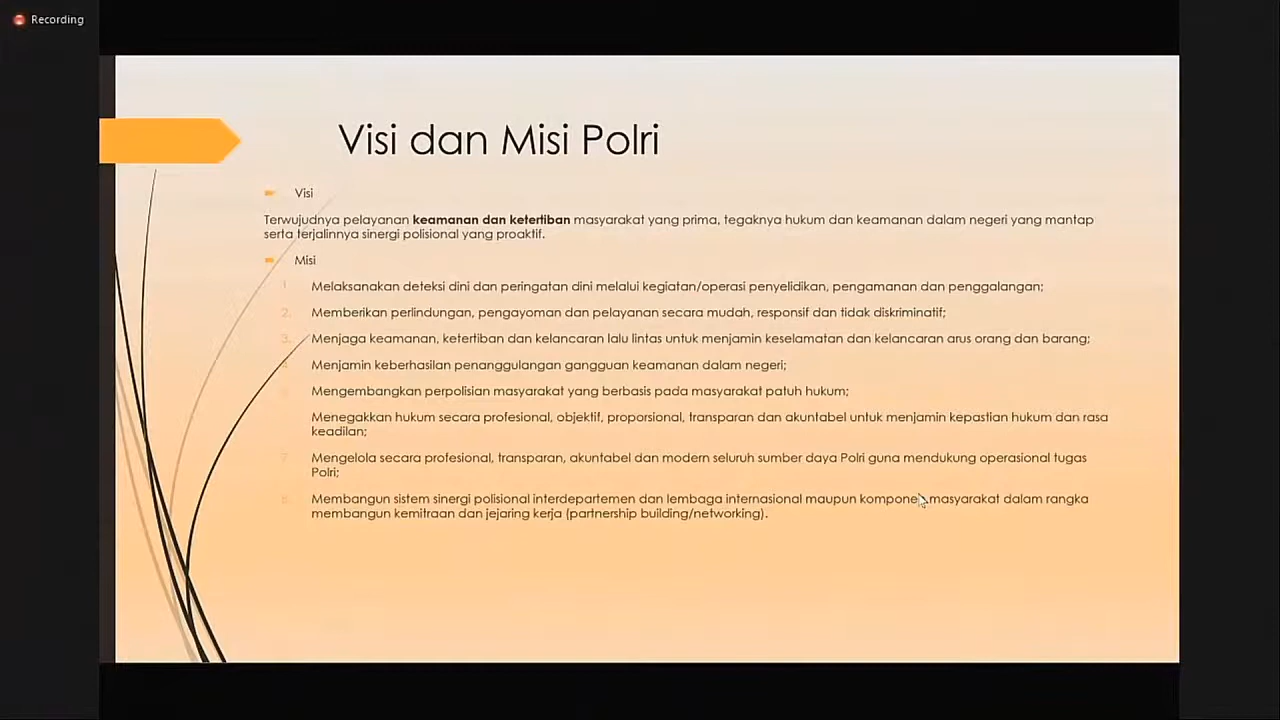 Recording
Visi dan Misi Polri
Visi
Terwujudnya pelayanan keamanan dan ketertiban masyarakat yang prima, tegaknya hukum dan keamanan dalam negeri yang mantap
serta terjalinnya sinergi polisional yang proaktif.
Misi
1. Melaksanakan deteksi dini dan peringatan dini melalui kegiatan/operasi penyelidikan, pengamanan dan penggalangan;
2. Memberikan perlindungan, pengayoman dan pelayanan secara mudah, responsif dan tidak diskriminatif;
3. Menjaga keamanan, ketertiban dan kelancaran lalu lintas untuk menjamin keselamatan dan kelancaran arus orang dan barang;
Menjamin keberhasilan penanggulangan gangguan keamanan dalam negeri;
Mengembangkan perpolisian masyarakat yang berbasis pada masyarakat patuh hukum;
Menegakkan hukum secara profesional, objektif, proporsional, transparan dan akuntabel untuk menjamin kepastian hukum dan rasa
keadilan;
7. Mengelola secara profesional, transparan, akuntabel dan modern seluruh sumber daya Polri guna mendukung operasional tugas
Polri;
8. Membangun sistem sinergi polisional interdepartemen dan lembaga internasional maupun komponen masyarakat dalam rangka
membangun kemitraan dan jejaring kerja (partnership building/networking).